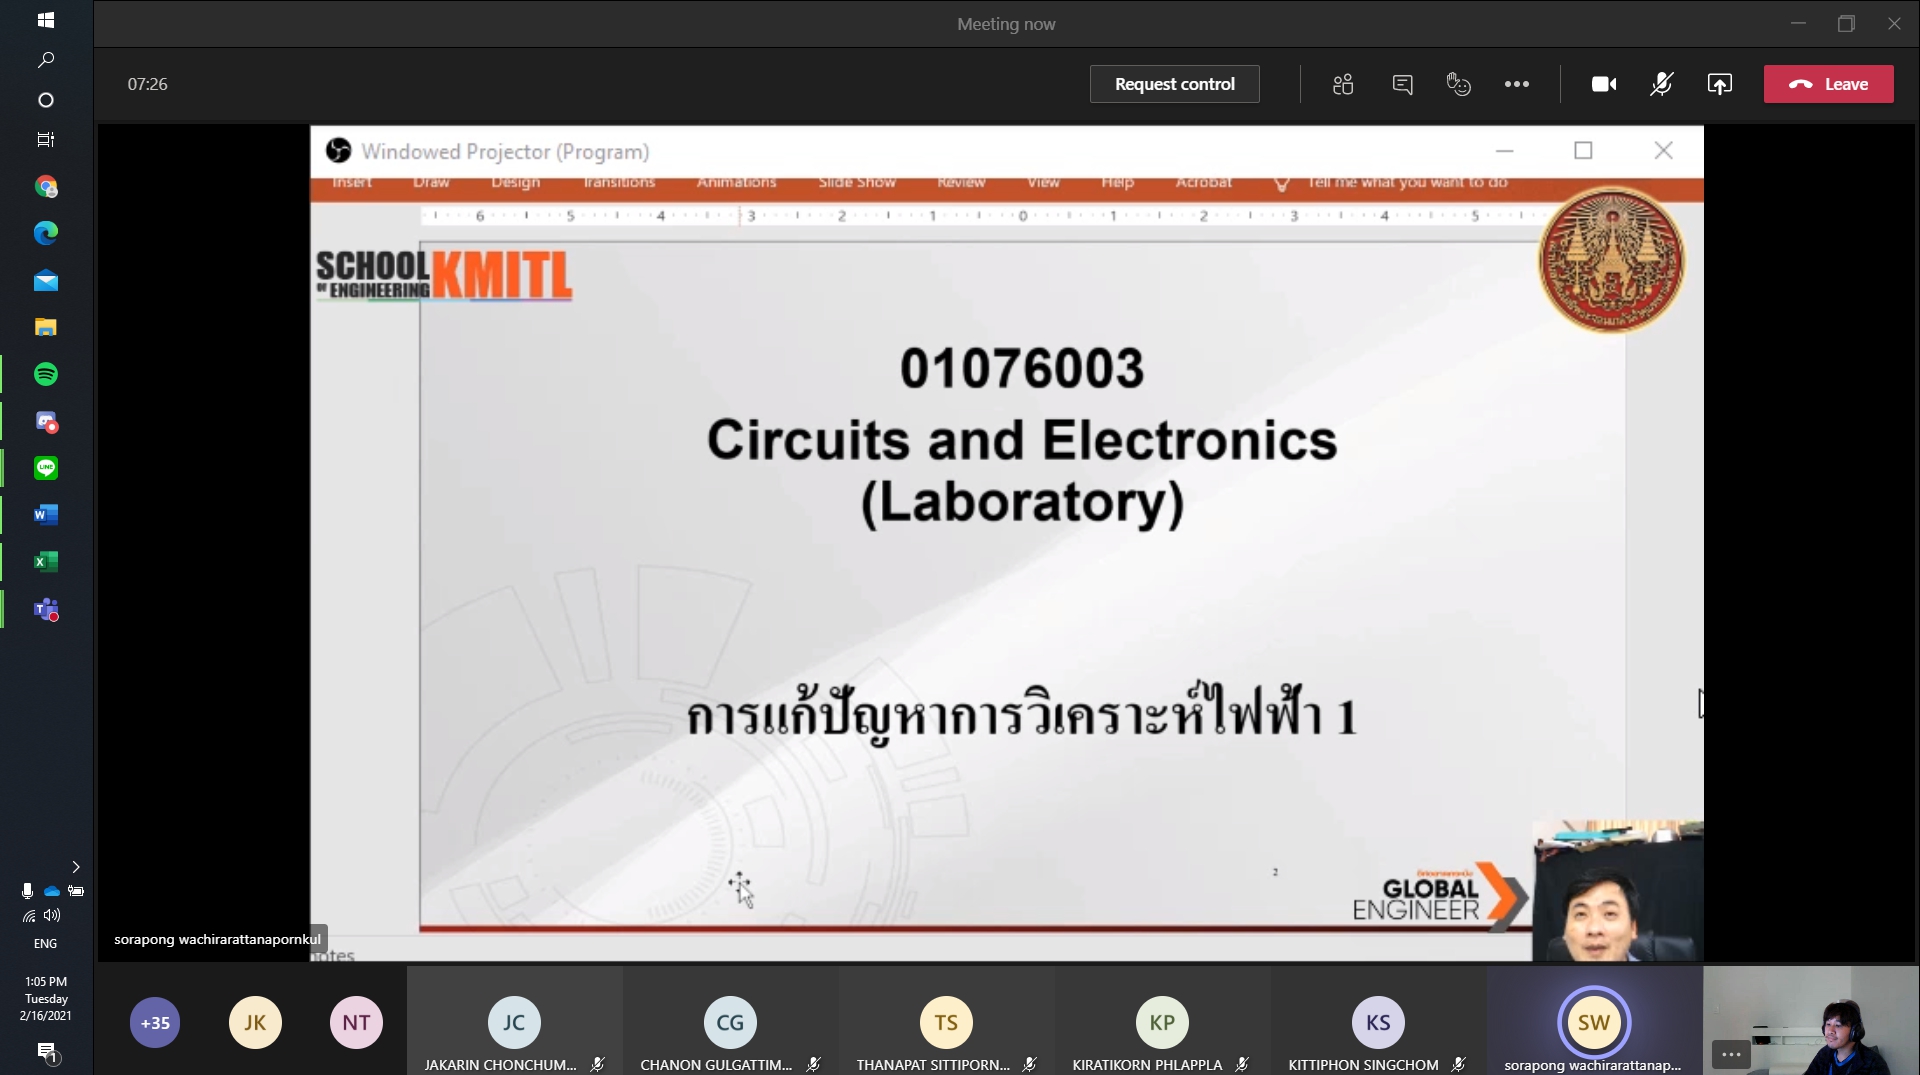 Meeting now
07:26
Request control
Leave
Windowed Projector (Program)
Insert Draw Design Transitions Animations Slide Show Review View Help Acrobat Tell me what you want to do
6 5 4 3 2 1 0 1 2 3 4 5
SCHOOL KMITL
OF ENGINEERING
01076003
Circuits and Electronics
(Laboratory)
การแก้ปัญหาการวิเคราะห์ไฟฟ้า 1
2
GLOBAL
ENGINEER
sorapong wachirarattanapornkul
notes
ENG
1:05 PM
Tuesday
2/16/2021
1
+35
JK
NT
JC
CG
TS
KP
KS
SW
JAKARIN CHONCHUM...
CHANON GULGATTIM...
THANAPAT SITTIPORN...
KIRATIKORN PHLAPPLA
KITTIPHON SINGCHOM
sorapong wachirarattanap...